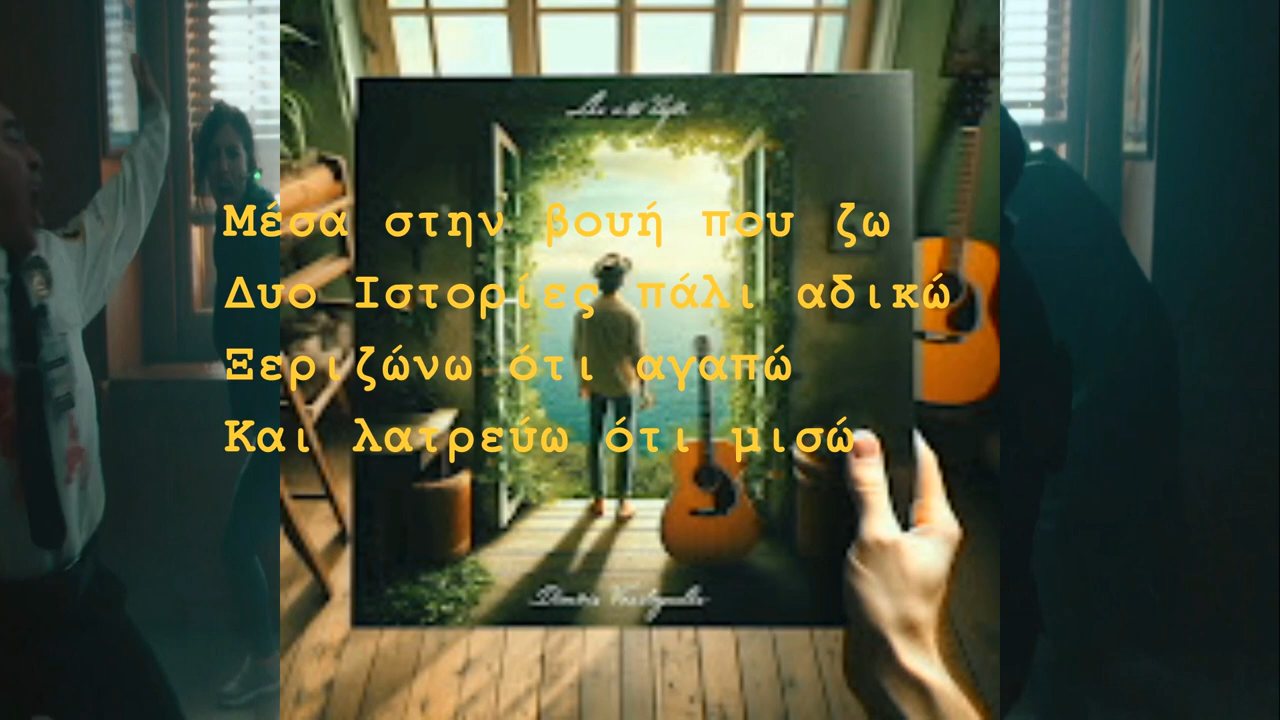 Μέσα στην βουή που ζω
Δυο Ιστορίες πάλι αδικώ
Ξεριζώνω ότι αγαπώ
Και λατρεύω ότι μισώ